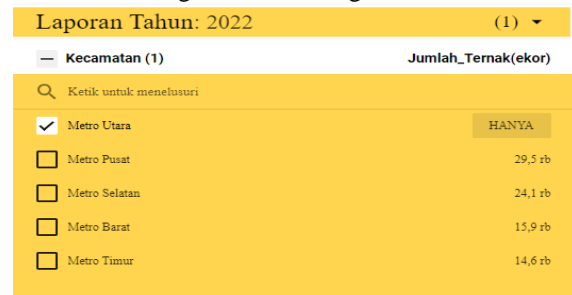 Laporan Tahun: 2022 (1)
Kecamatan (1) Jumlah_Ternak(ekor)
Ketik untuk menelusuri
Metro Utara HANYA
Metro Pusat 29,5 rb
Metro Selatan 24,1 rb
Metro Barat 15,9 rb
Metro Timur 14,6 rb